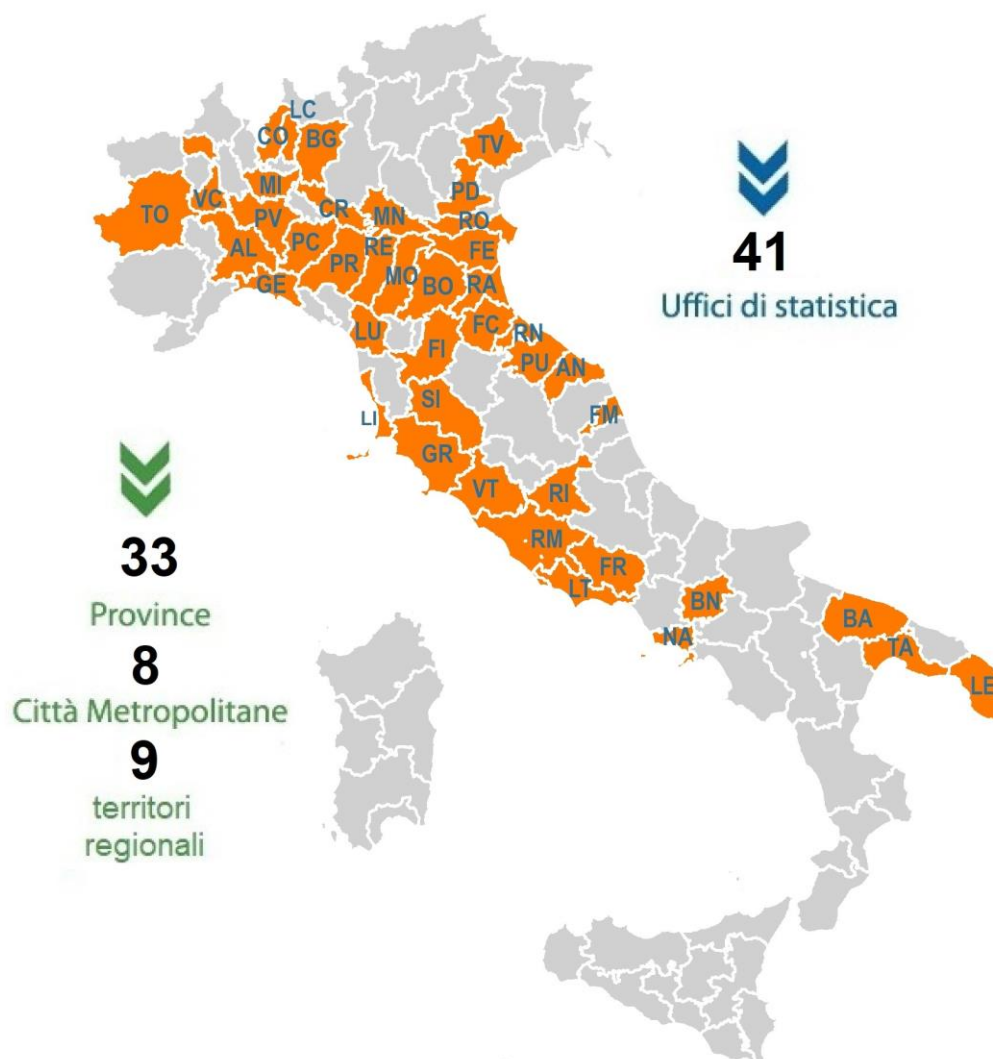 LC
CO
BG
TV
MI
VC
PD
TO
PV
CR
MN
RO
AL
PC
RE
FE
PR
MO
BO
RA
GE
LU
FC
RN
FI
PU
AN
SI
LI
FM
GR
VT
RI
RM
FR
LT
BN
BA
NA
TA
LE
41
Uffici di statistica
33
Province
8
Città Metropolitane
9
territori
regionali